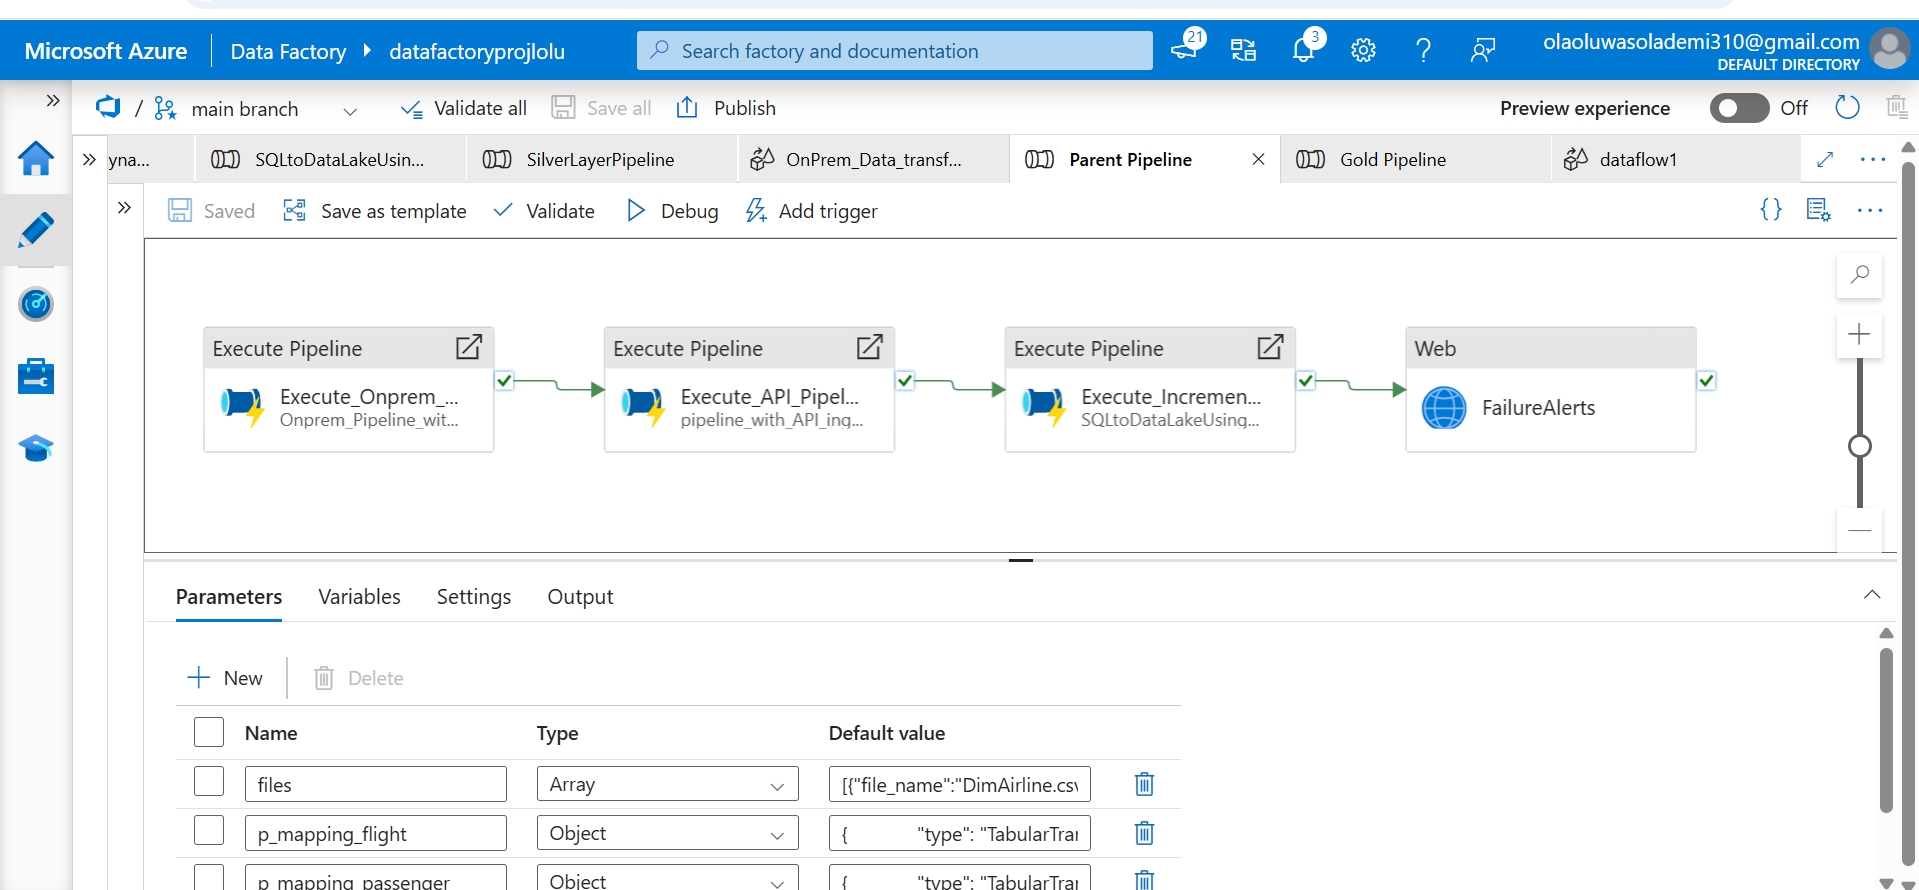 Microsoft Azure
Data Factory
datafactoryprojlolu
Search factory and documentation
21
3
olaoluwasolademi310@gmail.com
DEFAULT DIRECTORY
/
main branch
Validate all
Save all
Publish
Preview experience
Off
yna...
SQLtoDataLakeUsin...
SilverLayerPipeline
OnPrem_Data_transf...
Parent Pipeline
Gold Pipeline
dataflow1
Saved
Save as template
Validate
Debug
Add trigger
{}
Execute Pipeline
Execute_Onprem_...
Onprem_Pipeline_wit...
Execute Pipeline
Execute_API_Pipel...
pipeline_with_API_ing...
Execute Pipeline
Execute_Incremen...
SQLtoDataLakeUsing...
Web
FailureAlerts
Parameters
Variables
Settings
Output
New
Delete
Name
Type
Default value
files
Array
[{"file_name":"DimAirline.csv
p_mapping_flight
Object
{ "type": "TabularTran
p_mapping_passenger
Object
{ "type": "TabularTran